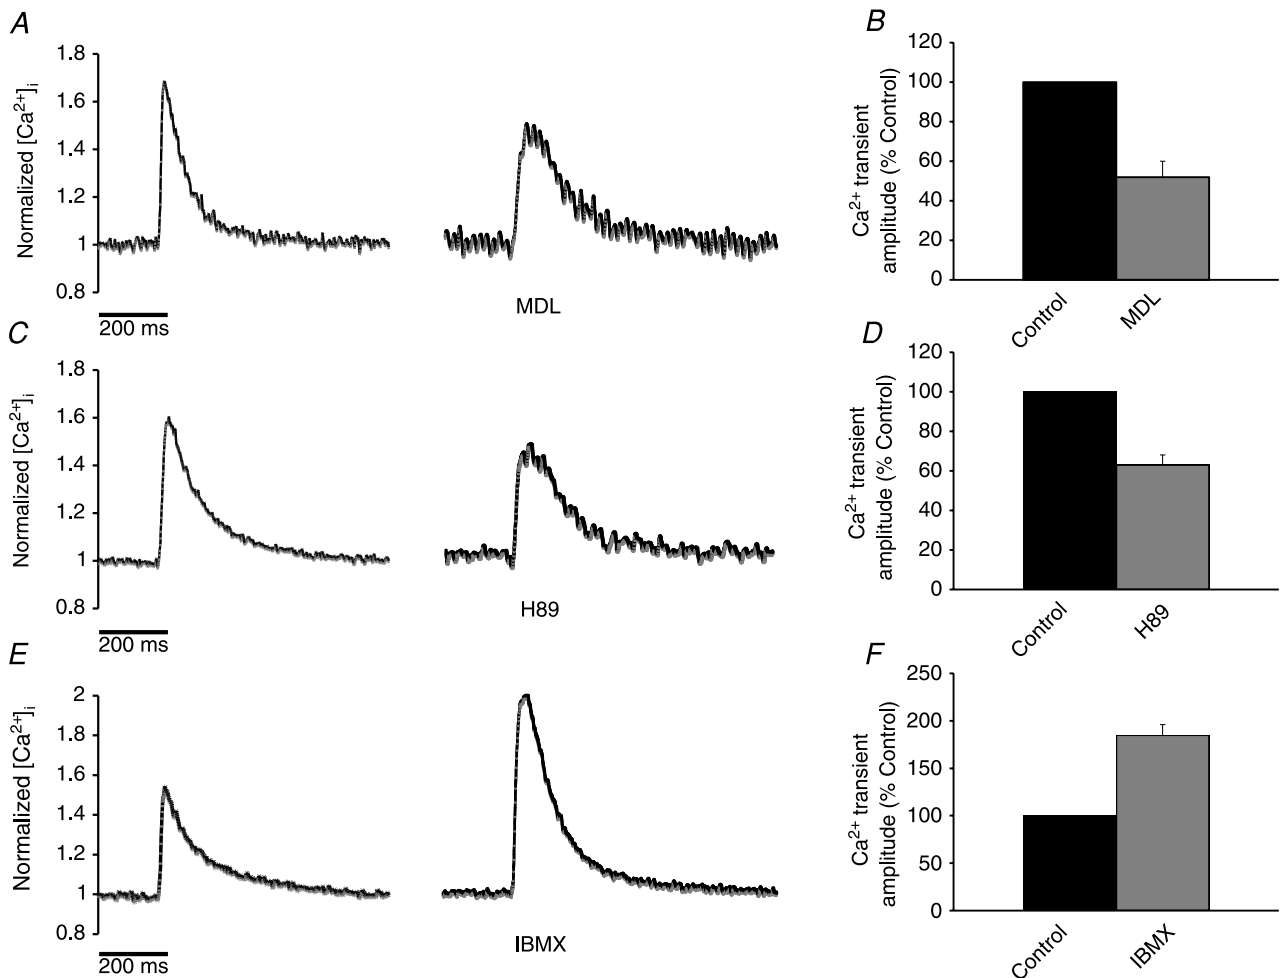 A
Normalized [Ca2+]i
1.8
1.6
1.4
1.2
1
0.8
200 ms
MDL
B
Ca2+ transient
amplitude (% Control)
120
100
80
60
40
20
0
Control
MDL
C
Normalized [Ca2+]i
1.8
1.6
1.4
1.2
1
0.8
200 ms
H89
D
Ca2+ transient
amplitude (% Control)
120
100
80
60
40
20
0
Control
H89
E
Normalized [Ca2+]i
2
1.8
1.6
1.4
1.2
1
0.8
200 ms
IBMX
F
Ca2+ transient
amplitude (% Control)
250
200
150
100
50
0
Control
IBMX